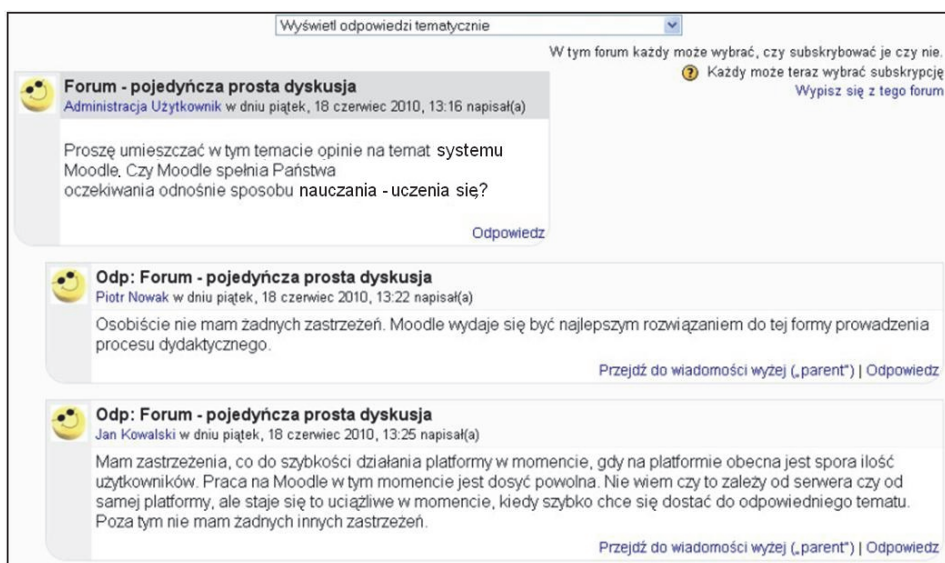 Wyświetl odpowiedzi tematycznie
W tym forum każdy może wybrać, czy subskrybować je czy nie.
Każdy może teraz wybrać subskrypcję
Wypisz się z tego forum
Forum - pojedyńcza prosta dyskusja
Administracja Użytkownik w dniu piątek, 18 czerwiec 2010, 13:16 napisał(a)
Proszę umieszczać w tym temacie opinie na temat systemu
Moodle. Czy Moodle spełnia Państwa
oczekiwania odnośnie sposobu nauczania - uczenia się?
Odpowiedz
Odp: Forum - pojedyńcza prosta dyskusja
Piotr Nowak w dniu piątek, 18 czerwiec 2010, 13:22 napisał(a)
Osobiście nie mam żadnych zastrzeżeń. Moodle wydaje się być najlepszym rozwiązaniem do tej formy prowadzenia
procesu dydaktycznego.
Przejdź do wiadomości wyżej („parent") | Odpowiedz
Odp: Forum - pojedyńcza prosta dyskusja
Jan Kowalski w dniu piątek, 18 czerwiec 2010, 13:25 napisał(a)
Mam zastrzeżenia, co do szybkości działania platformy w momencie, gdy na platformie obecna jest spora ilość
użytkowników. Praca na Moodle w tym momencie jest dosyć powolna. Nie wiem czy to zależy od serwera czy od
samej platformy, ale staje się to uciążliwe w momencie, kiedy szybko chce się dostać do odpowiedniego tematu.
Poza tym nie mam żadnych innych zastrzeżeń.
Przejdź do wiadomości wyżej („parent") | Odpowiedz